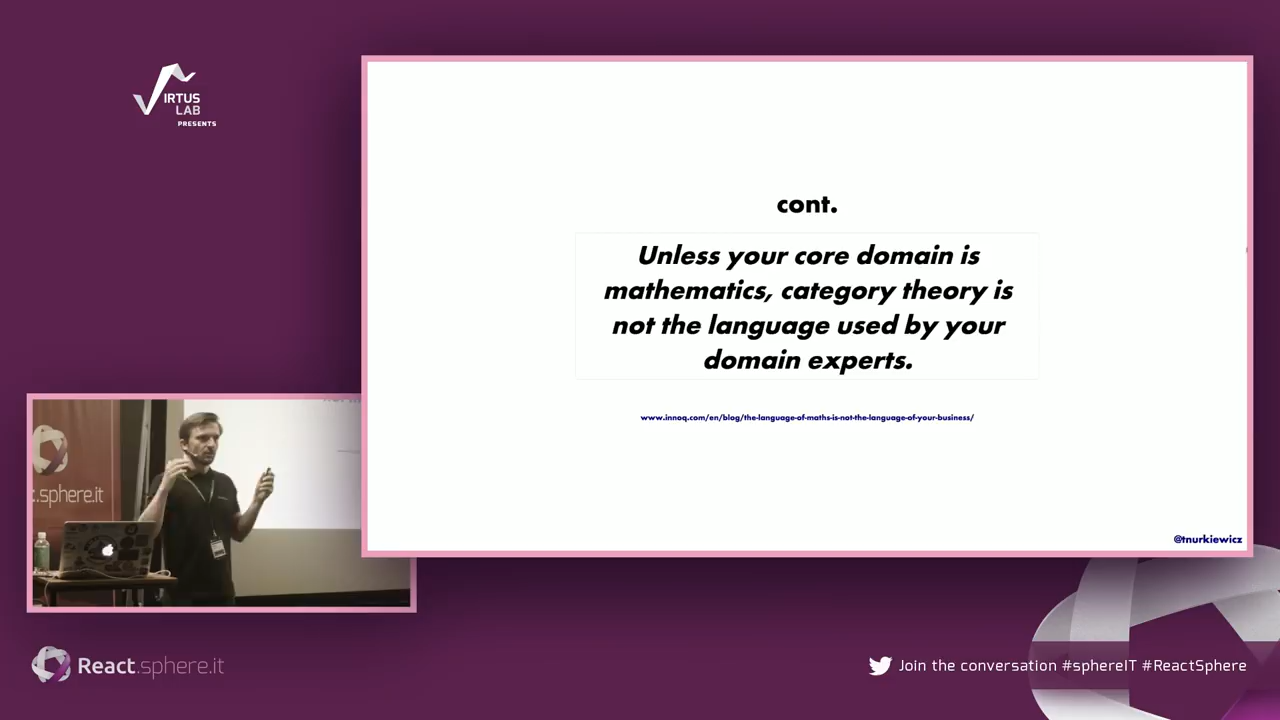 IRTUS
LAB
PRESENTS
cont.
Unless your core domain is
mathematics, category theory is
not the language used by your
domain experts.
www.innoq.com/en/blog/the-language-of-maths-is-not-the-language-of-your-business/
@tnurkiewicz
.sphere.it
React.sphere.it
Join the conversation #sphereIT #ReactSphere